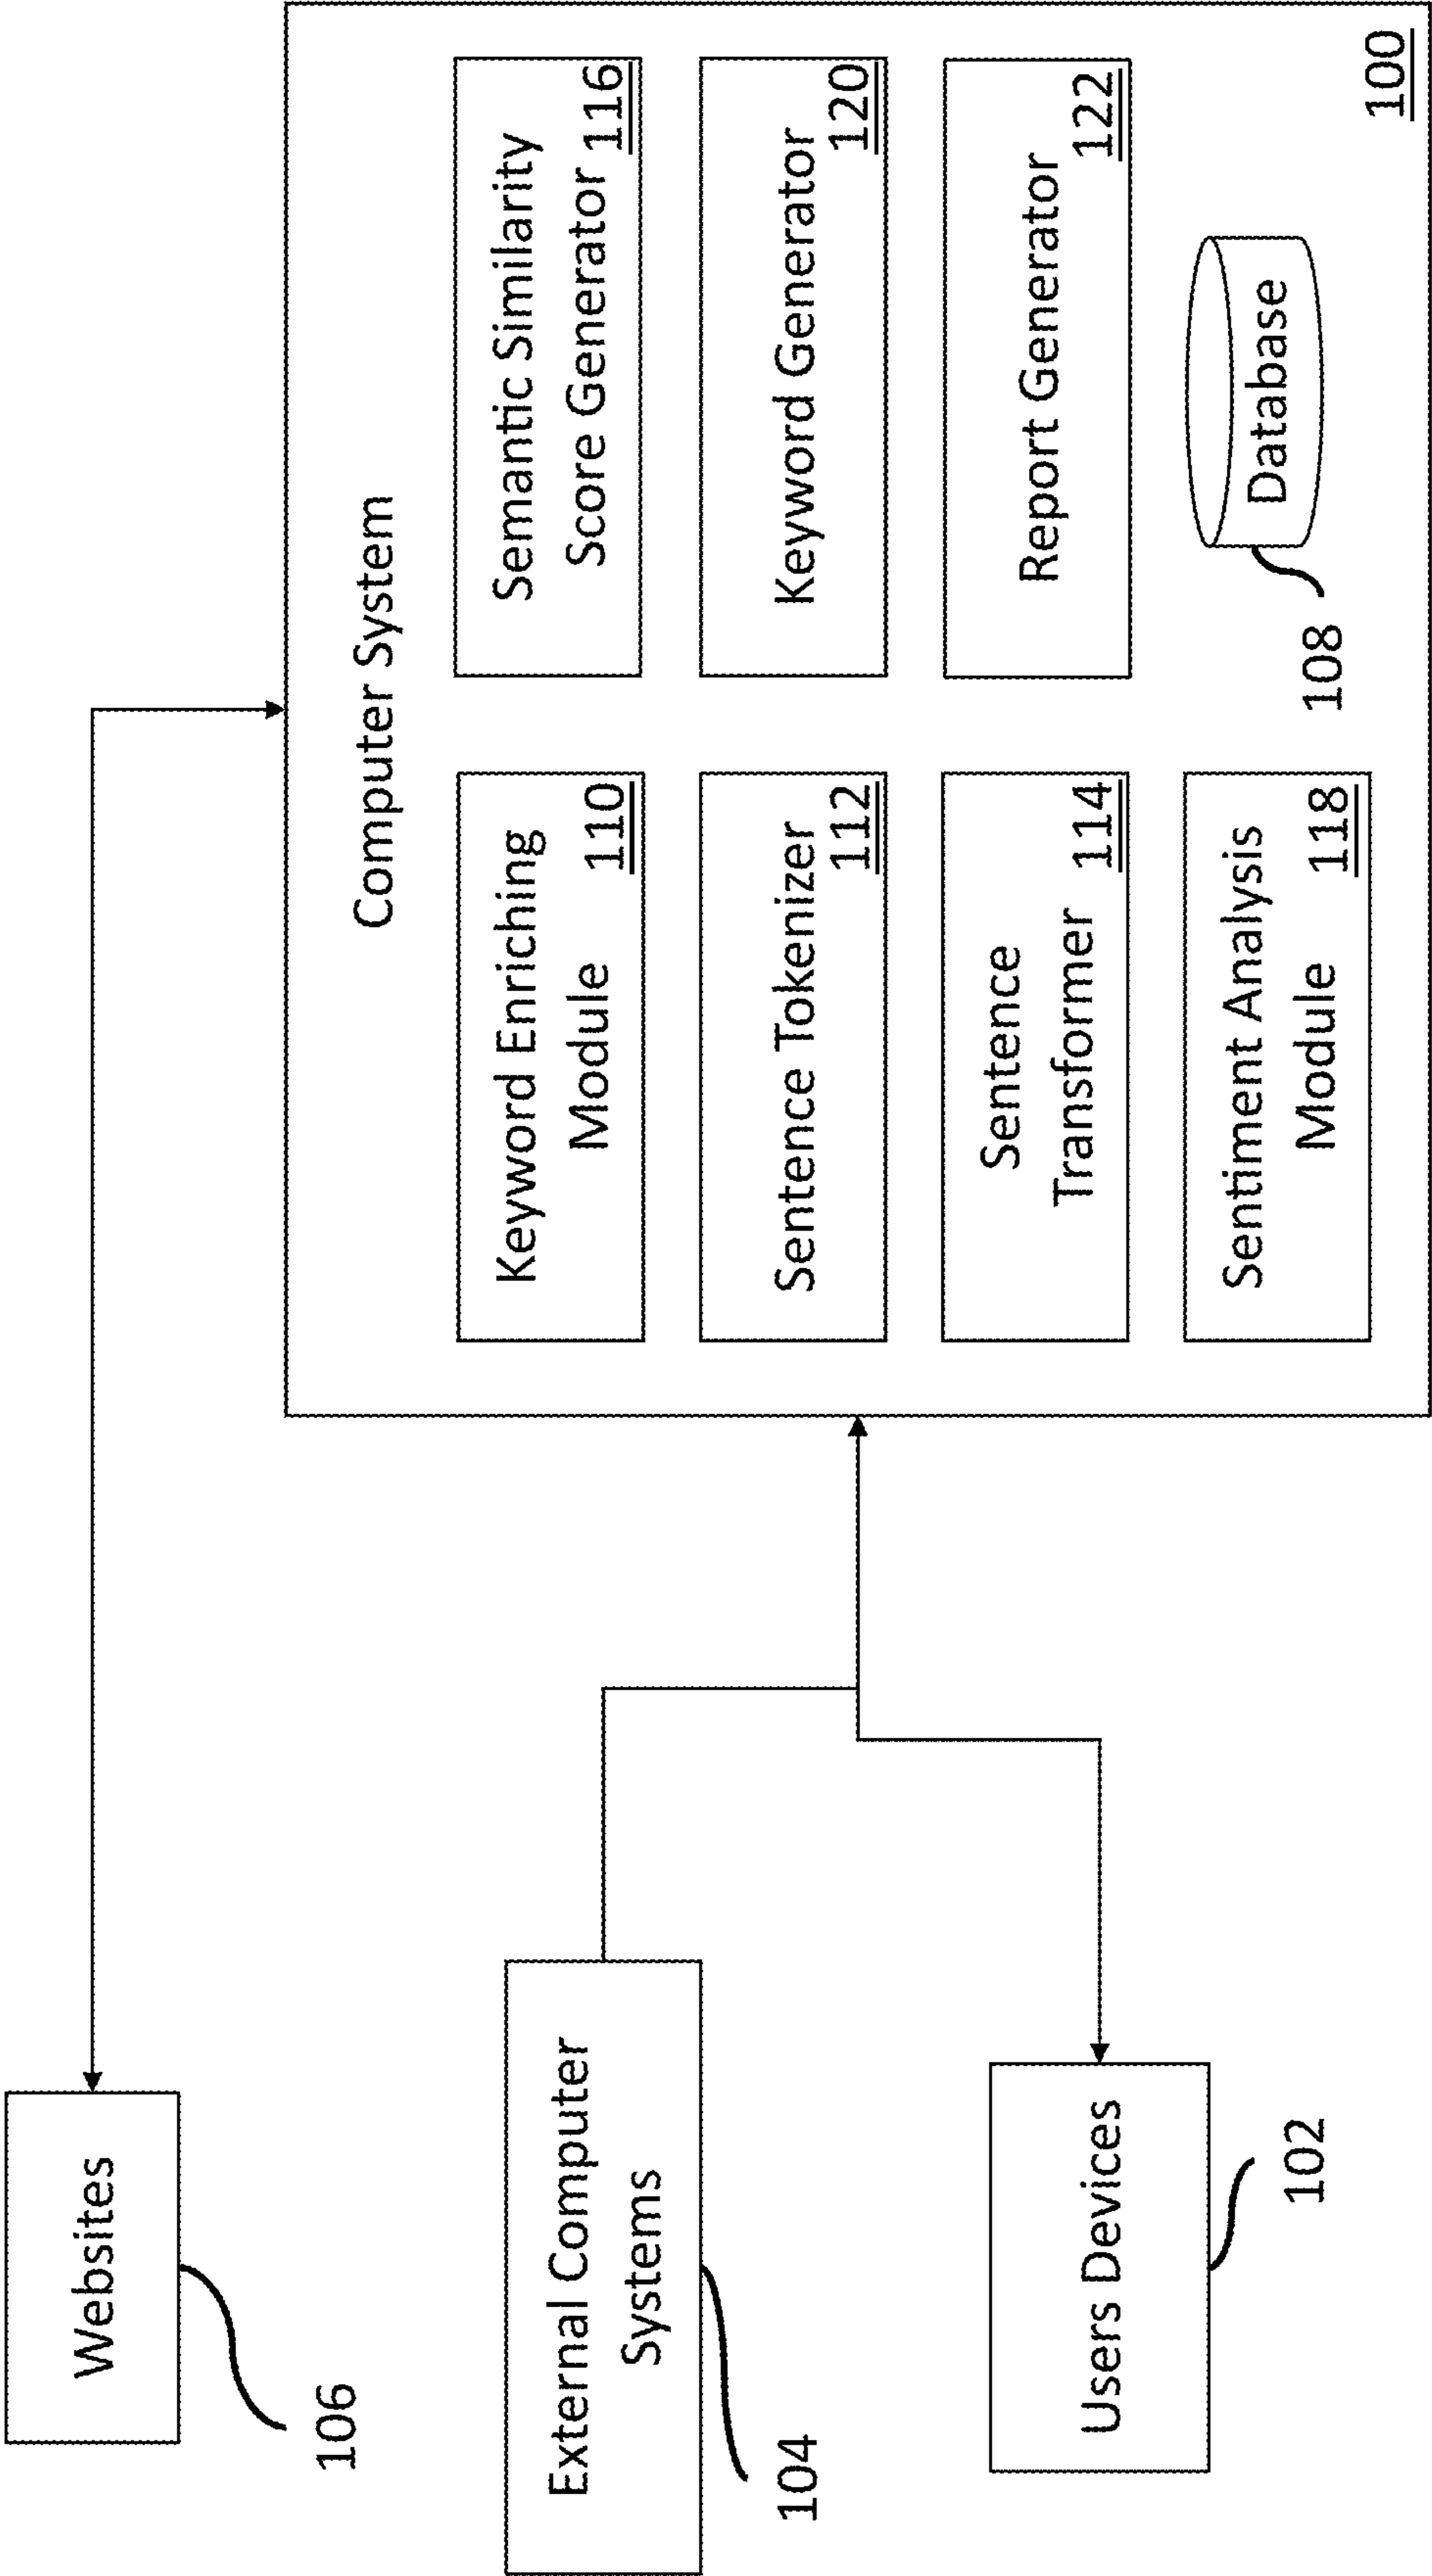 Websites
106
Computer System
Keyword Enriching
Module
110
Semantic Similarity
Score Generator
116
External Computer
Systems
104
Sentence Tokenizer
112
Keyword Generator
120
Sentence
Transformer
114
Report Generator
122
Users Devices
102
Sentiment Analysis
Module
118
Database
108
100